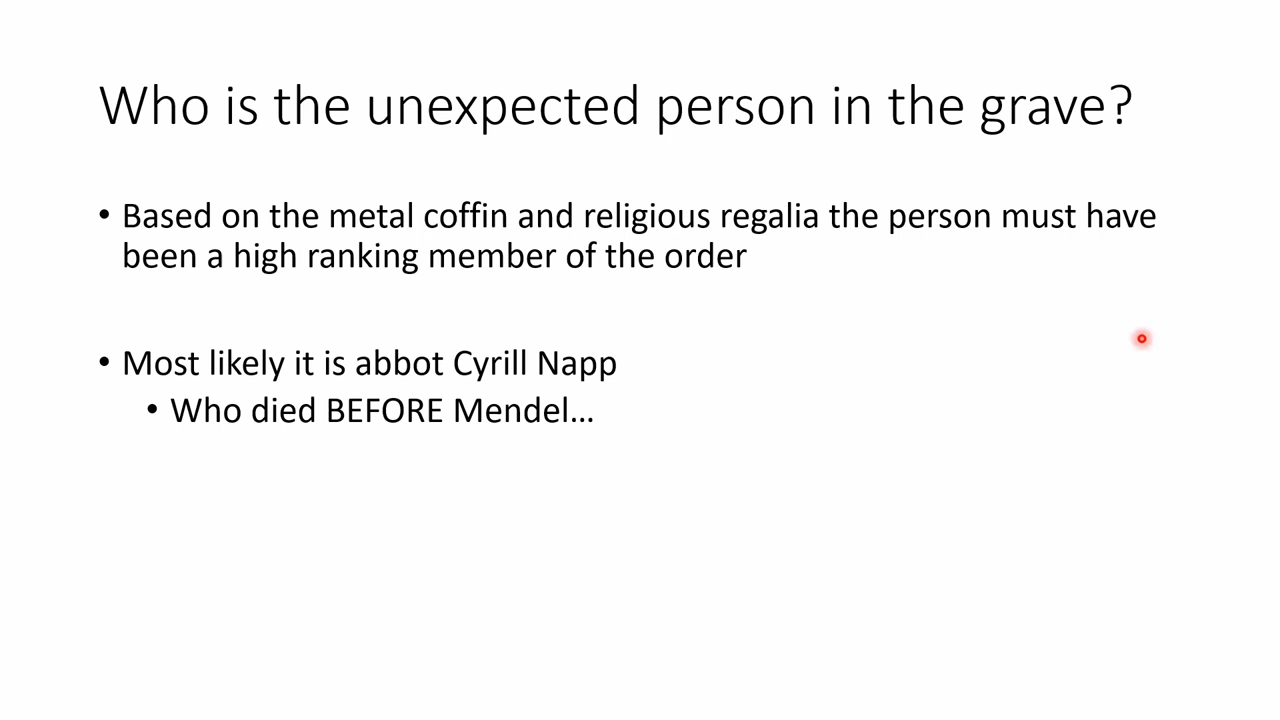 Who is the unexpected person in the grave?
• Based on the metal coffin and religious regalia the person must have
been a high ranking member of the order
• Most likely it is abbot Cyrill Napp
• Who died BEFORE Mendel…